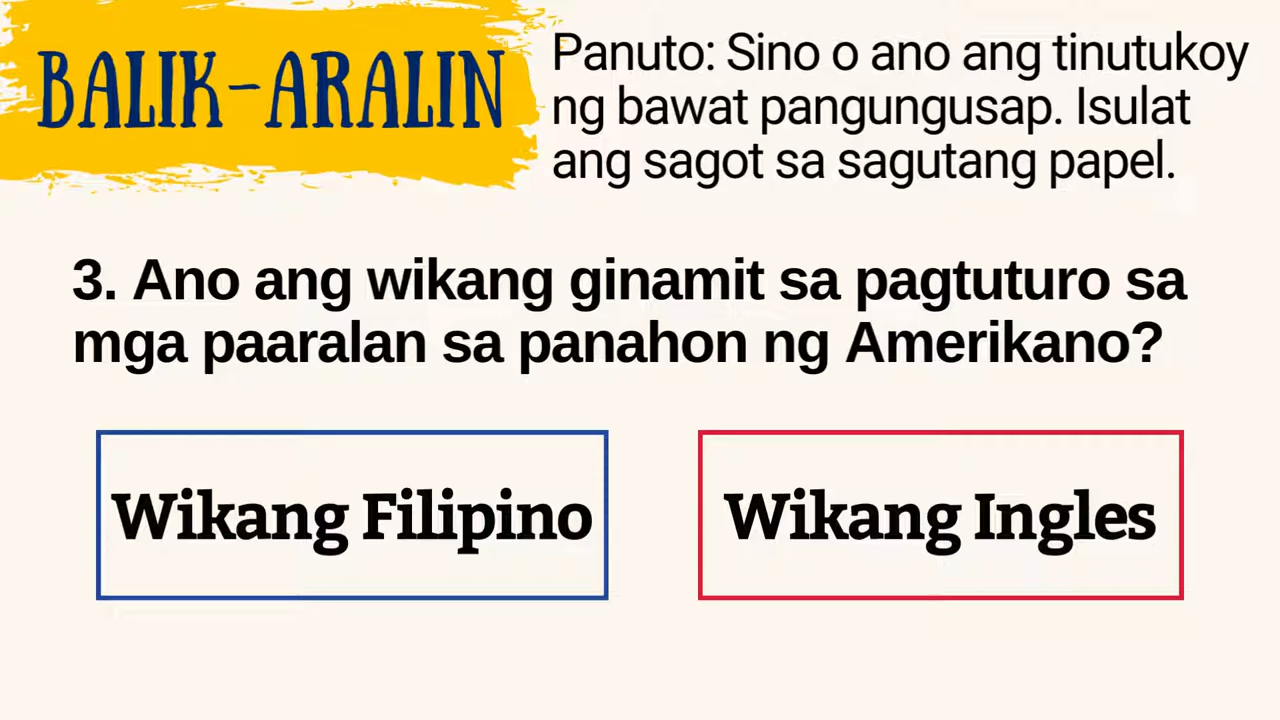 BALIK-ARALIN
Panuto: Sino o ano ang tinutukoy
ng bawat pangungusap. Isulat
ang sagot sa sagutang papel.
3. Ano ang wikang ginamit sa pagtuturo sa
mga paaralan sa panahon ng Amerikano?
Wikang Filipino
Wikang Ingles